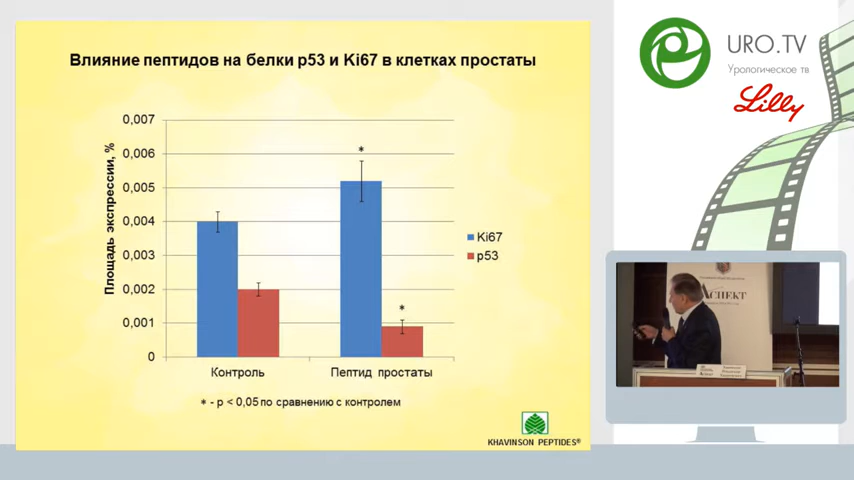 Влияние пептидов на белки p53 и Ki67 в клетках простаты
Площадь экспрессии, %
0,007
0,006
0,005
0,004
0,003
0,002
0,001
0
*
*
Ki67
p53
Контроль
Пептид простаты
* - p < 0,05 по сравнению с контролем
KHAVINSON PEPTIDES®
URO.TV
Урологическое тв
Lilly
АСПЕКТ